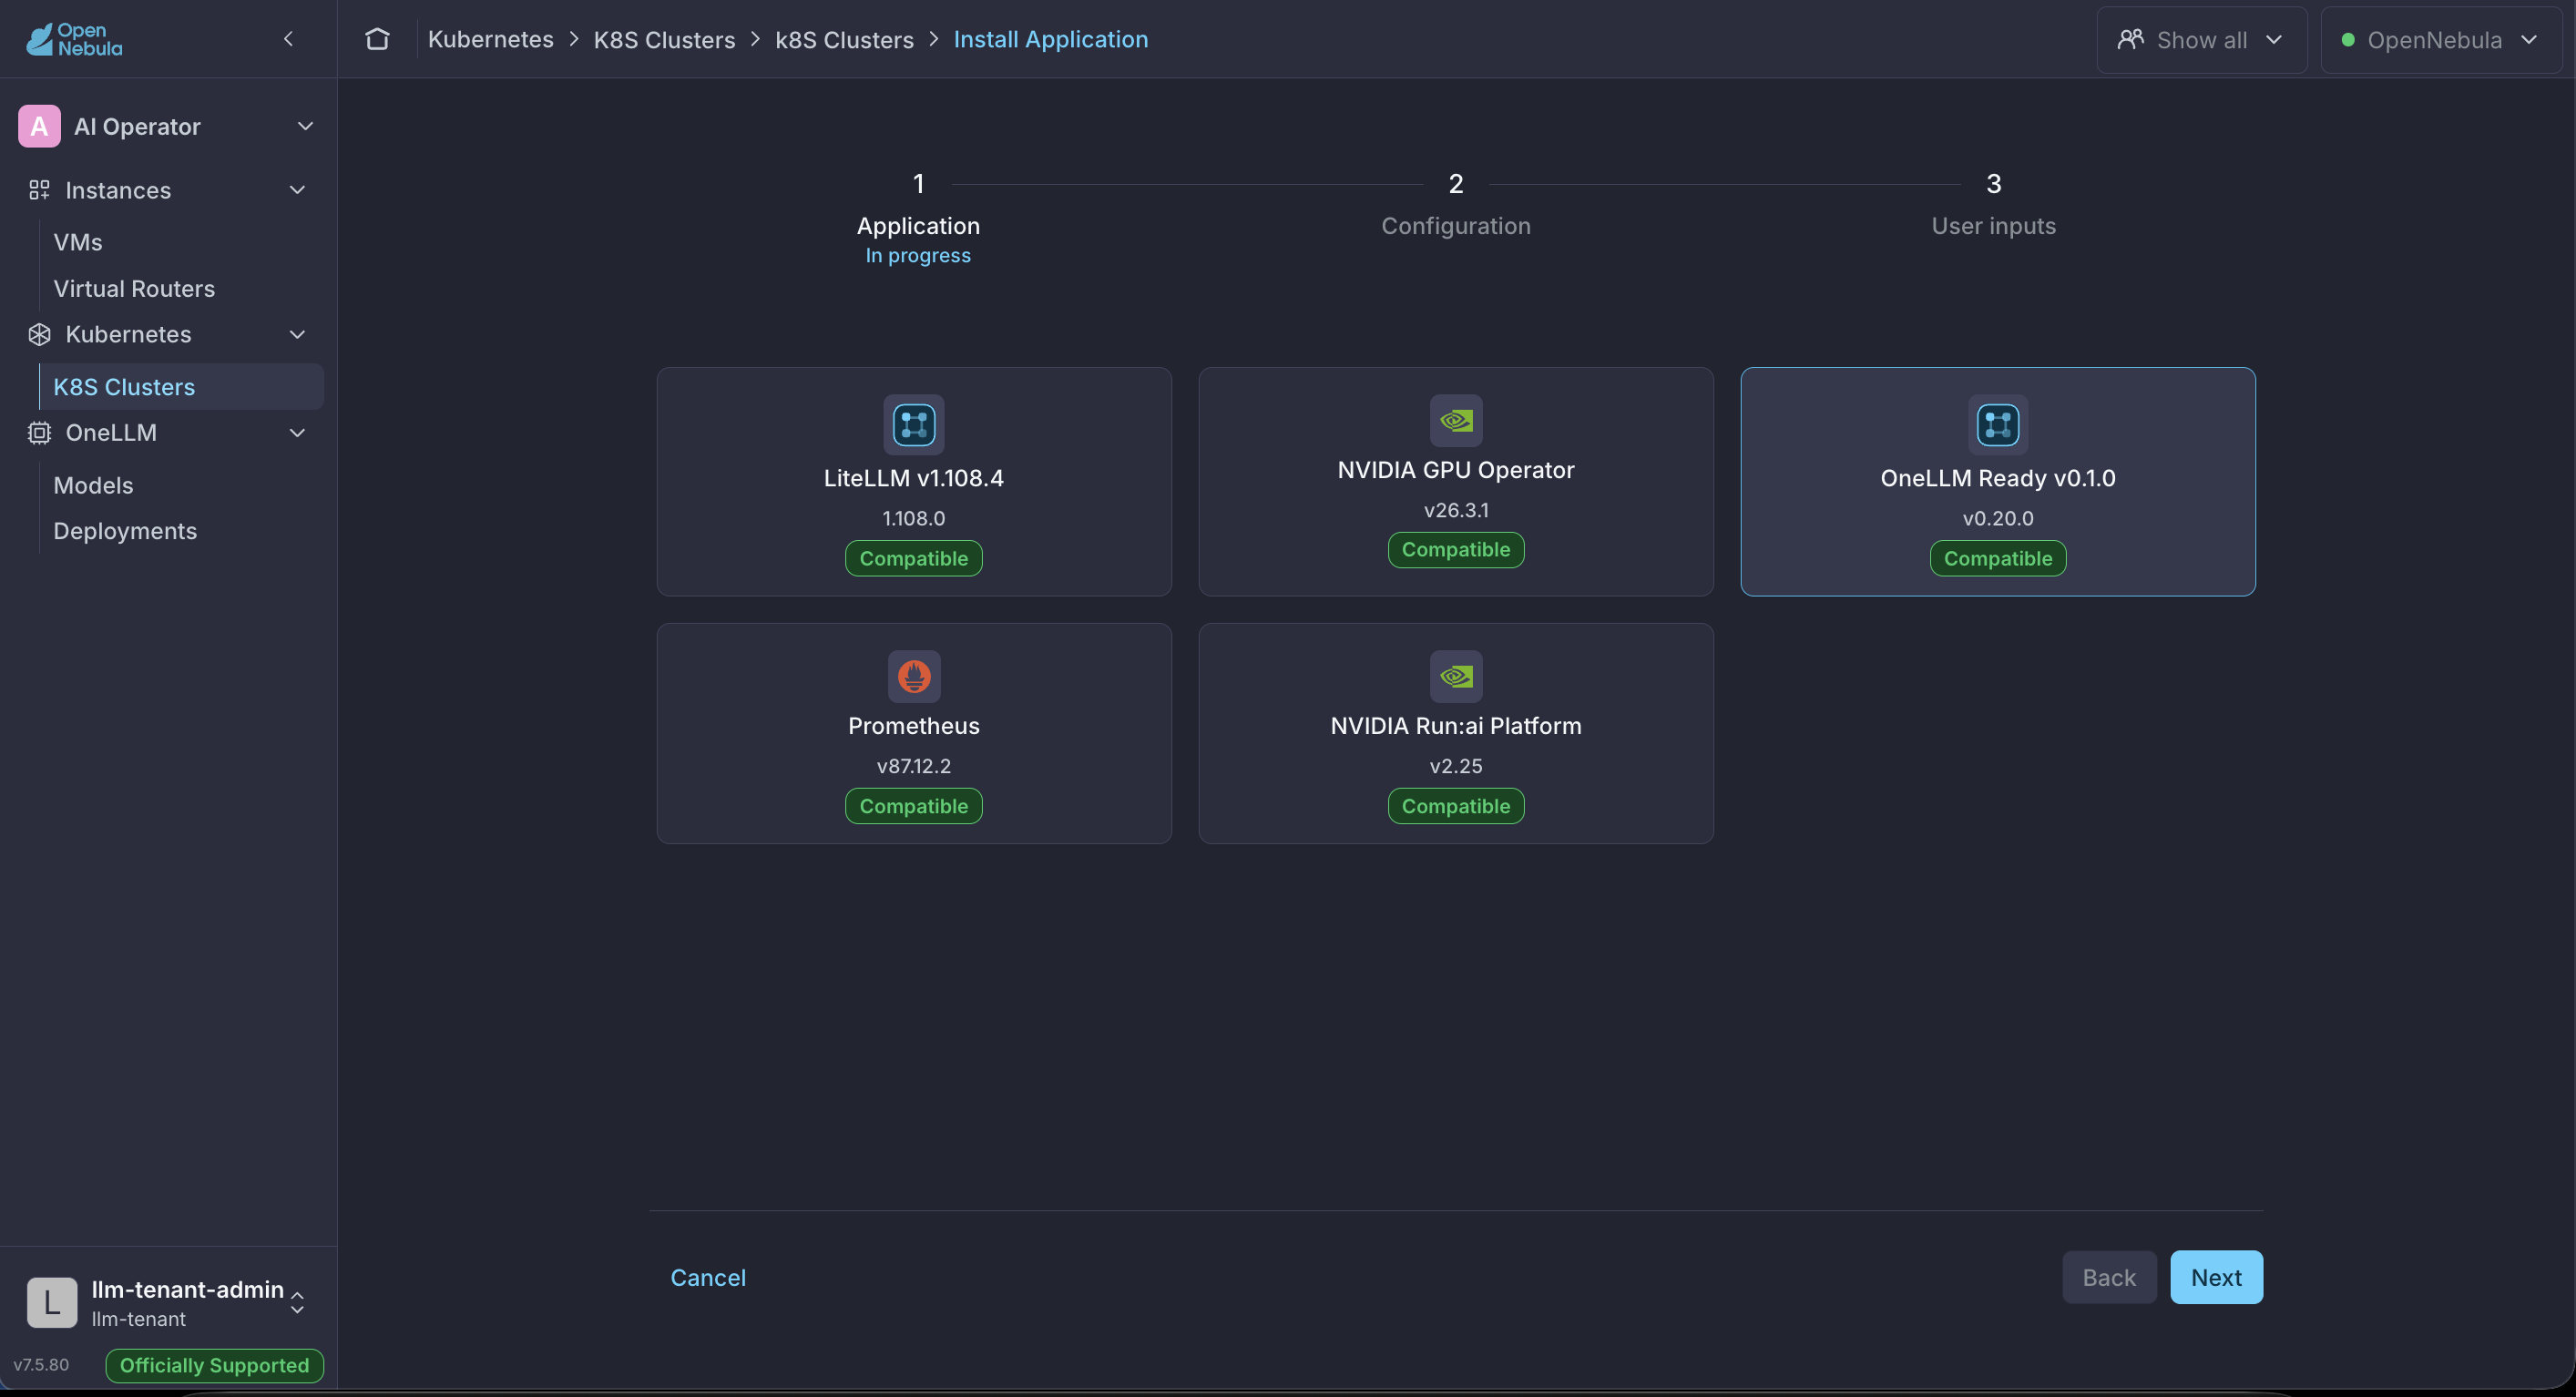 Open
Nebula
Kubernetes
K8S Clusters
k8S Clusters
Install Application
Show all
OpenNebula
A
AI Operator
Instances
VMs
Virtual Routers
Kubernetes
K8S Clusters
OneLLM
Models
Deployments
1
2
3
Application
Configuration
User inputs
In progress
LiteLLM v1.108.4
1.108.0
Compatible
NVIDIA GPU Operator
v26.3.1
Compatible
OneLLM Ready v0.1.0
v0.20.0
Compatible
Prometheus
v87.12.2
Compatible
NVIDIA Run:ai Platform
v2.25
Compatible
Cancel
Back
Next
L
llm-tenant-admin
llm-tenant
v7.5.80
Officially Supported